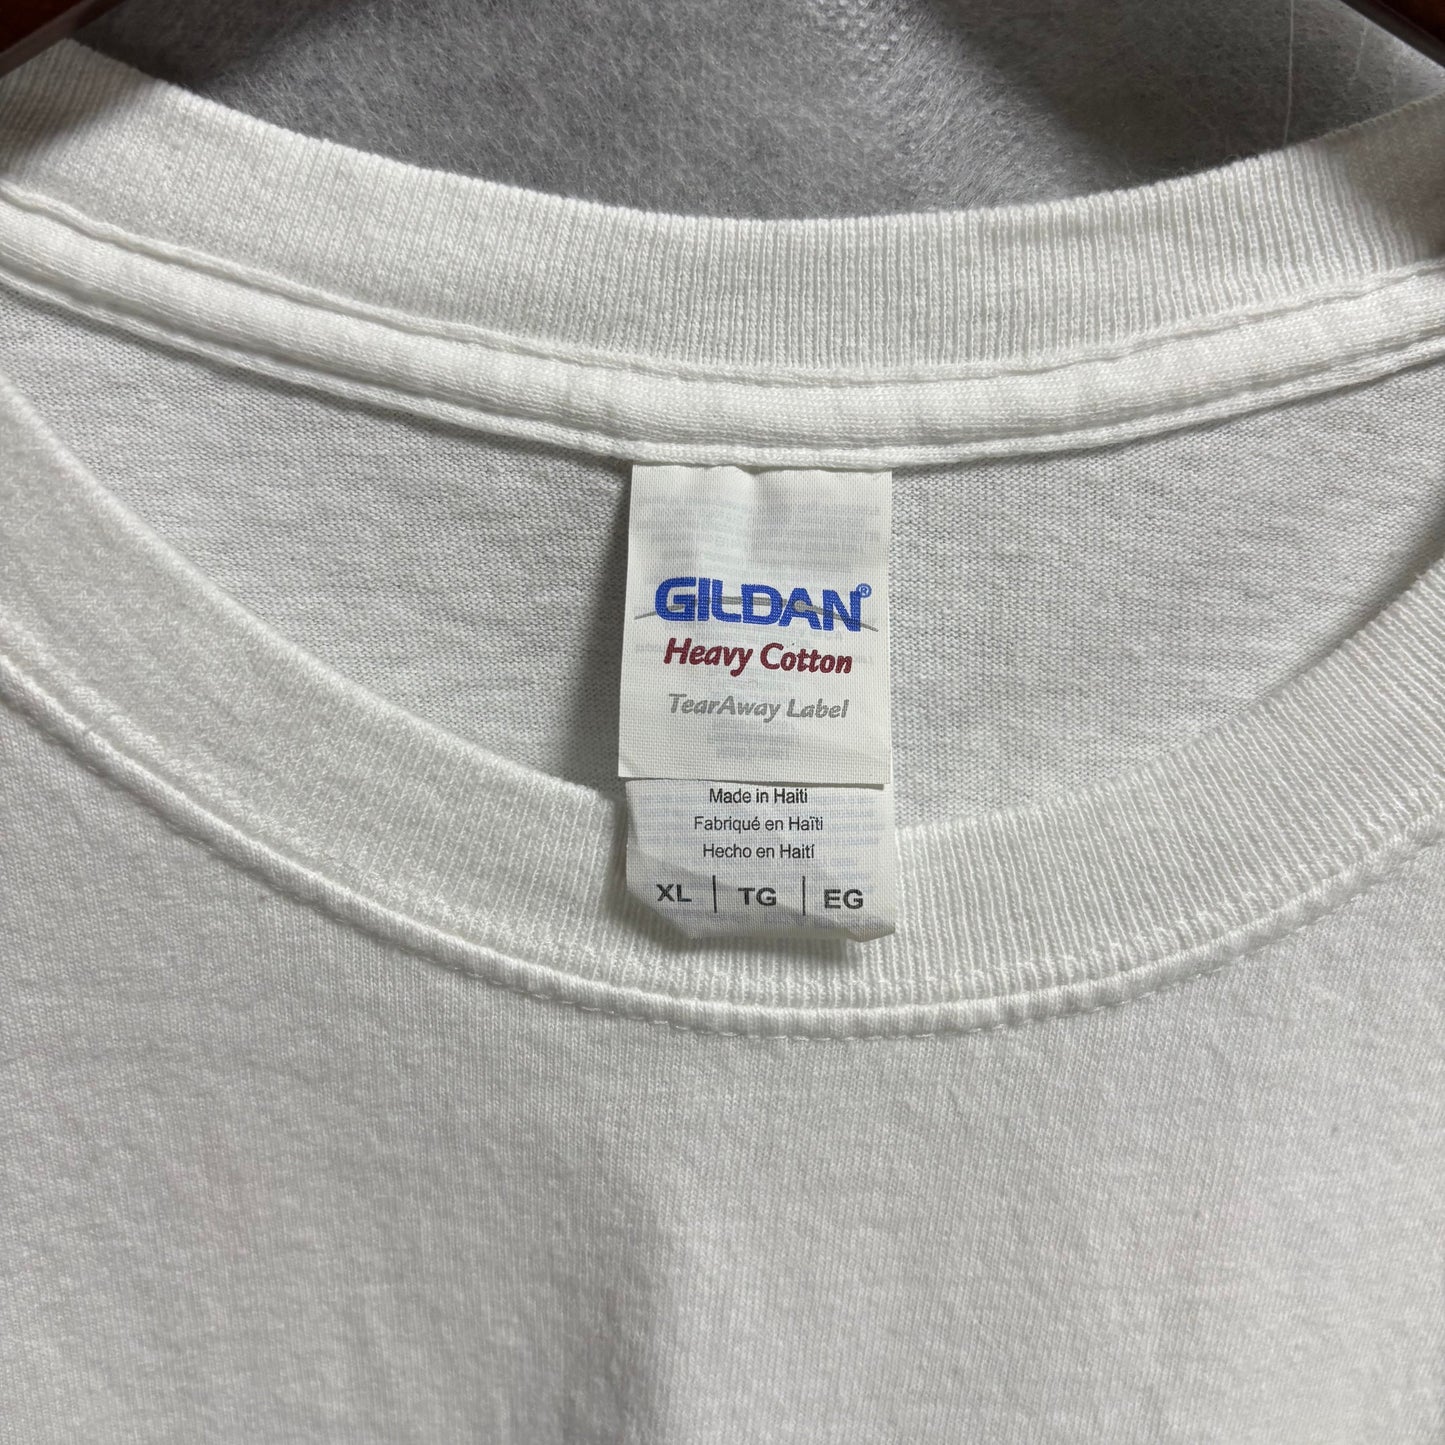 GILDAN®
Heavy Cotton
TearAway Label
Made in Haiti
Fabriqué en Haïti
Hecho en Haití
XL | TG | EG